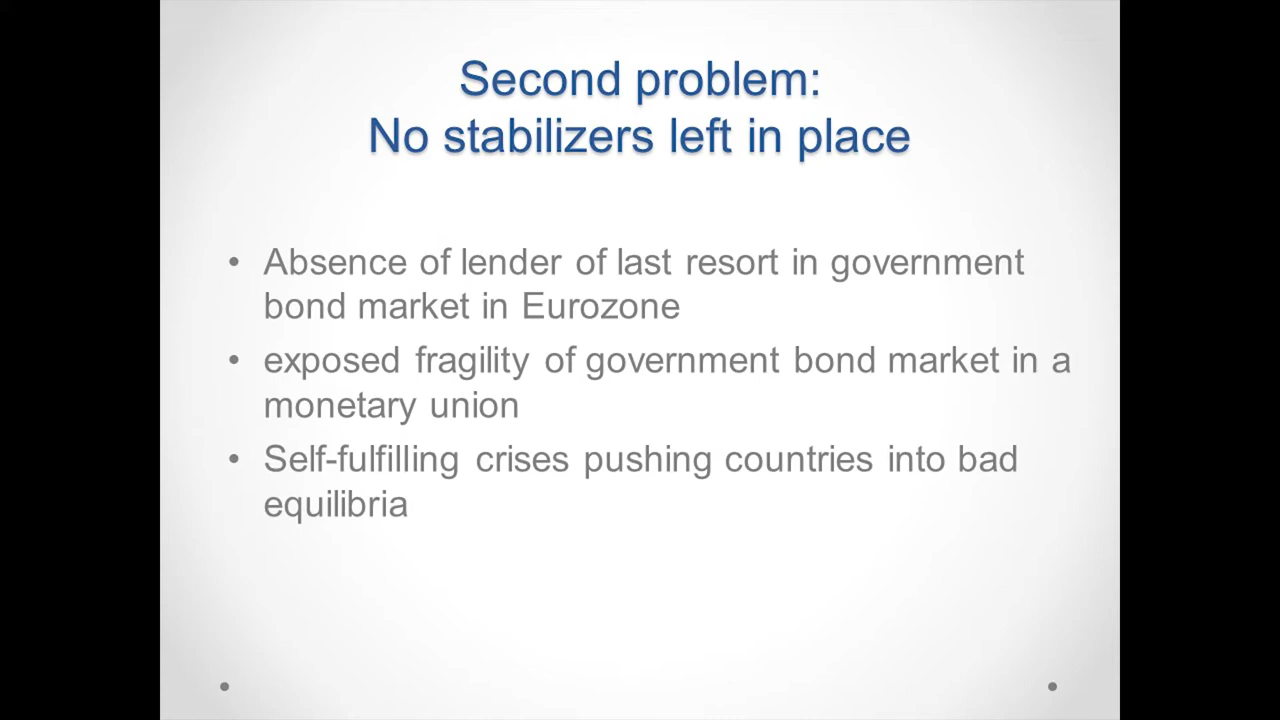 Second problem:
No stabilizers left in place
• Absence of lender of last resort in government
bond market in Eurozone
• exposed fragility of government bond market in a
monetary union
• Self-fulfilling crises pushing countries into bad
equilibria